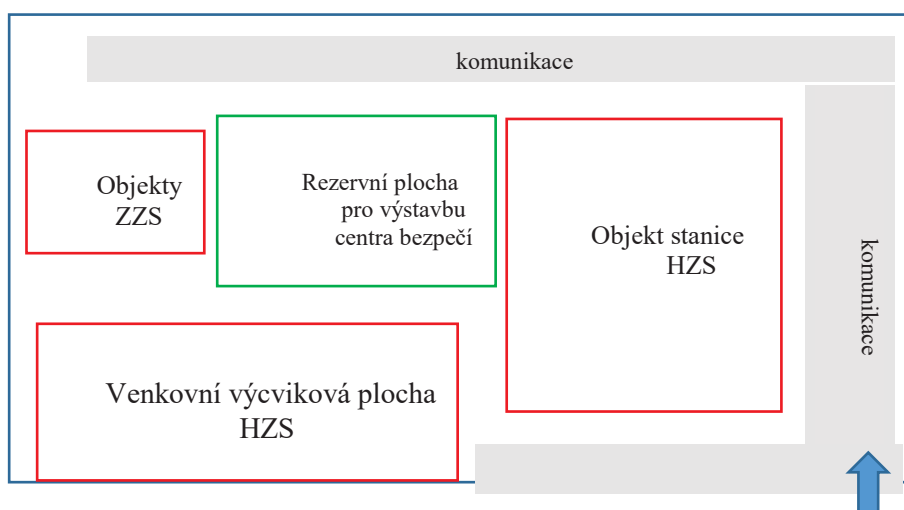 komunikace
Objekty
ZZS
Rezervní plocha
pro výstavbu
centra bezpečí
Objekt stanice
HZS
komunikace
Venkovní výcviková plocha
HZS